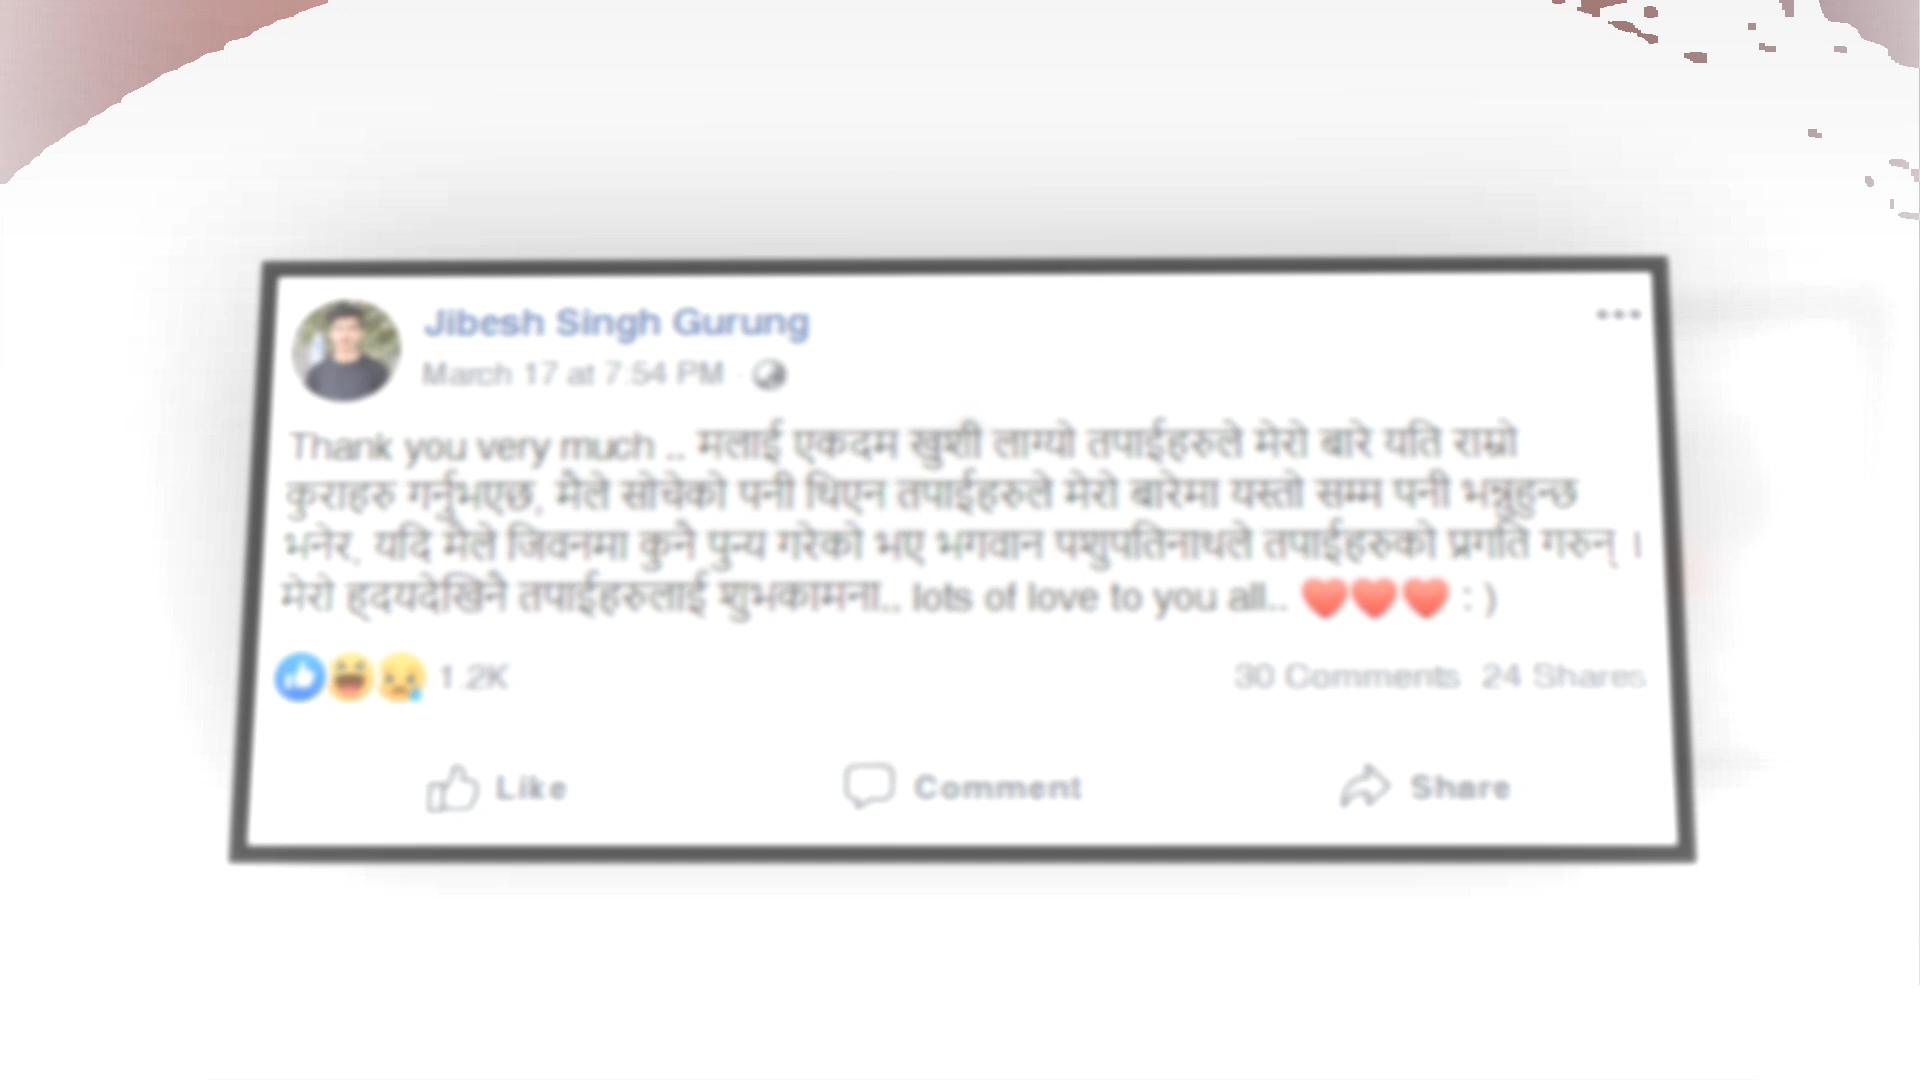 Jibesh Singh Gurung
March 17 at 7:54 PM ·
Thank you very much .. मलाई एकदम खुशी लाग्यो तपाईहरुले मेरो बारे यति राम्रो
कुराहरु गर्नुभएछ, मैले सोचेको पनी थिएन तपाईहरुले मेरो बारेमा यस्तो सम्म पनी भन्नुहुन्छ
भनेर, यदि मैले जिवनमा कुनै पुन्य गरेको भए भगवान पशुपतिनाथले तपाईहरुको प्रगति गरुन् ।
मेरो ह्दयदेखिनै तपाईहरुलाई शुभकामना.. lots of love to you all.. ❤️❤️❤️ : )
1.2K 30 Comments 24 Shares
Like Comment Share